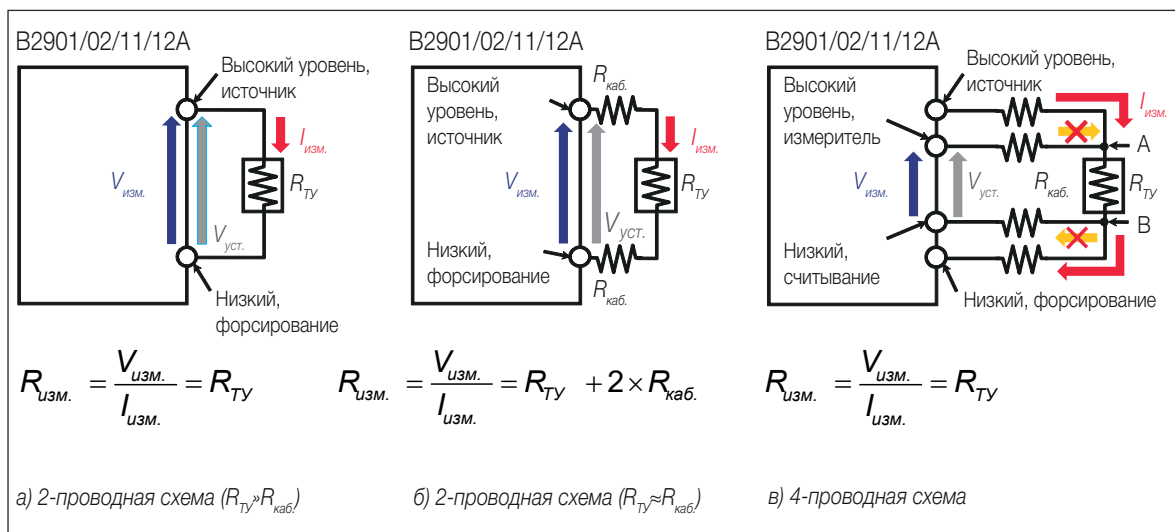 B2901/02/11/12A
Высокий уровень,
источник
Iизм.
Vизм.
RТУ
Vуст.
Низкий,
форсирование
Rизм. = Vизм. / Iизм. = RТУ
а) 2-проводная схема (RТУ»Rкаб.)
B2901/02/11/12A
Высокий
уровень,
источник
Rкаб.
Iизм.
Vизм.
RТУ
Vуст.
Низкий,
форсирование
Rкаб.
Rизм. = Vизм. / Iизм. = RТУ + 2 × Rкаб.
б) 2-проводная схема (RТУ≈Rкаб.)
B2901/02/11/12A
Высокий уровень,
источник
Высокий
уровень,
измеритель
Iизм.
A
Vизм.
Vуст.
Rкаб.
RТУ
B
Низкий,
считывание
Низкий, форсирование
Rизм. = Vизм. / Iизм. = RТУ
в) 4-проводная схема